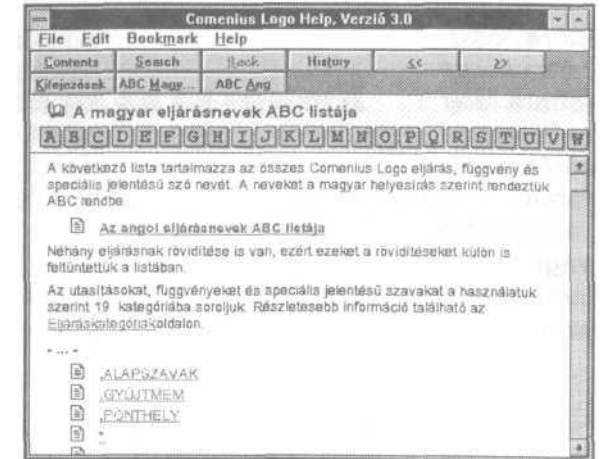 Comenius Logo Help, Verzió 3.0
File Edit Bookmark Help
Contents Search Back History << >>
Kifejezések ABC Magy... ABC Ang
A magyar eljárásnevek ABC listája
A B C D E F G H I J K L M N O P Q R S T U V W
A következő lista tartalmazza az összes Comenius Logo eljárás, függvény és
speciális jelentésű szó nevét. A neveket a magyar helyesírás szerint rendeztük
ABC rendbe.
Az angol eljárásnevek ABC listája
Néhány eljárásnak rövidítése is van, ezért ezeket a rövidítéseket külön is
feltüntettük a listában.
Az utasításokat, függvényeket és speciális jelentésű szavakat a használatuk
szerint 19 kategóriába soroljuk. Részletesebb információ található az
Eljáráskategóriák oldalon.
- ... -
.ALAPSZAVAK
.GYŰJTMEM
.PONTHELY